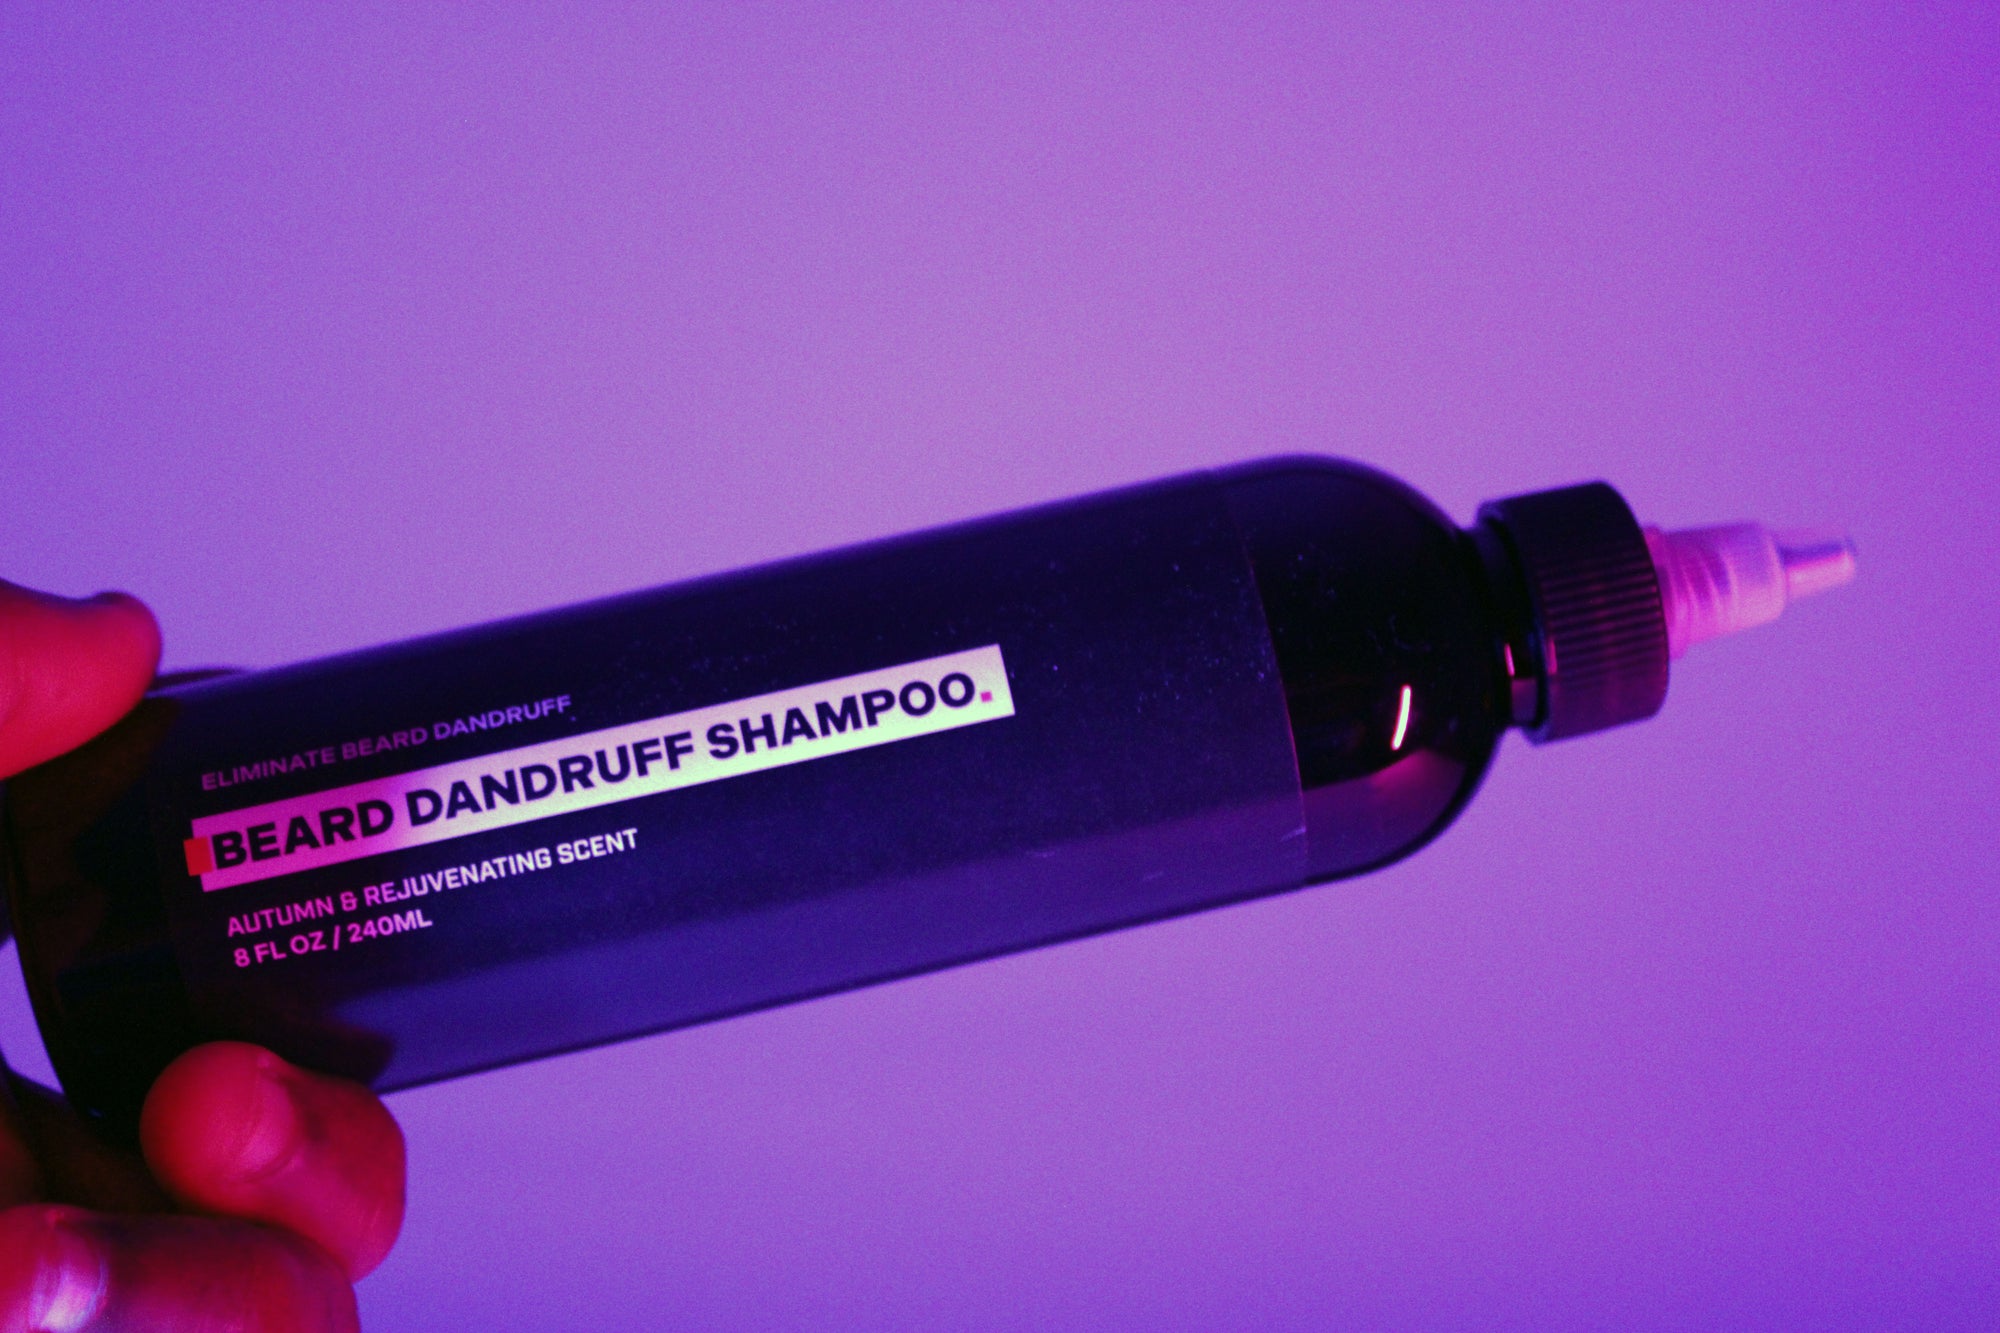 ELIMINATE BEARD DANDRUFF.
BEARD DANDRUFF SHAMPOO.
AUTUMN & REJUVENATING SCENT
8 FL OZ / 240ML